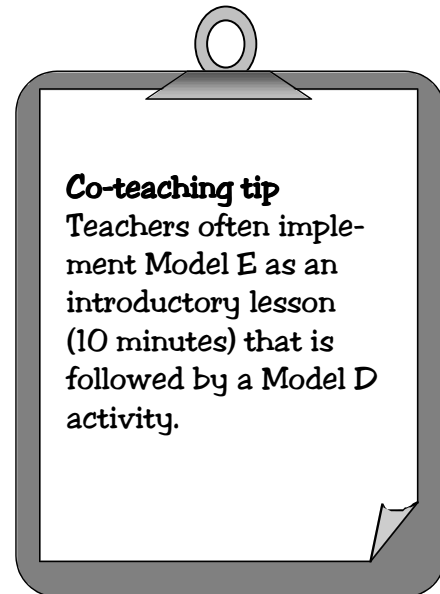 Co-teaching tip
Teachers often imple-
ment Model E as an
introductory lesson
(10 minutes) that is
followed by a Model D
activity.